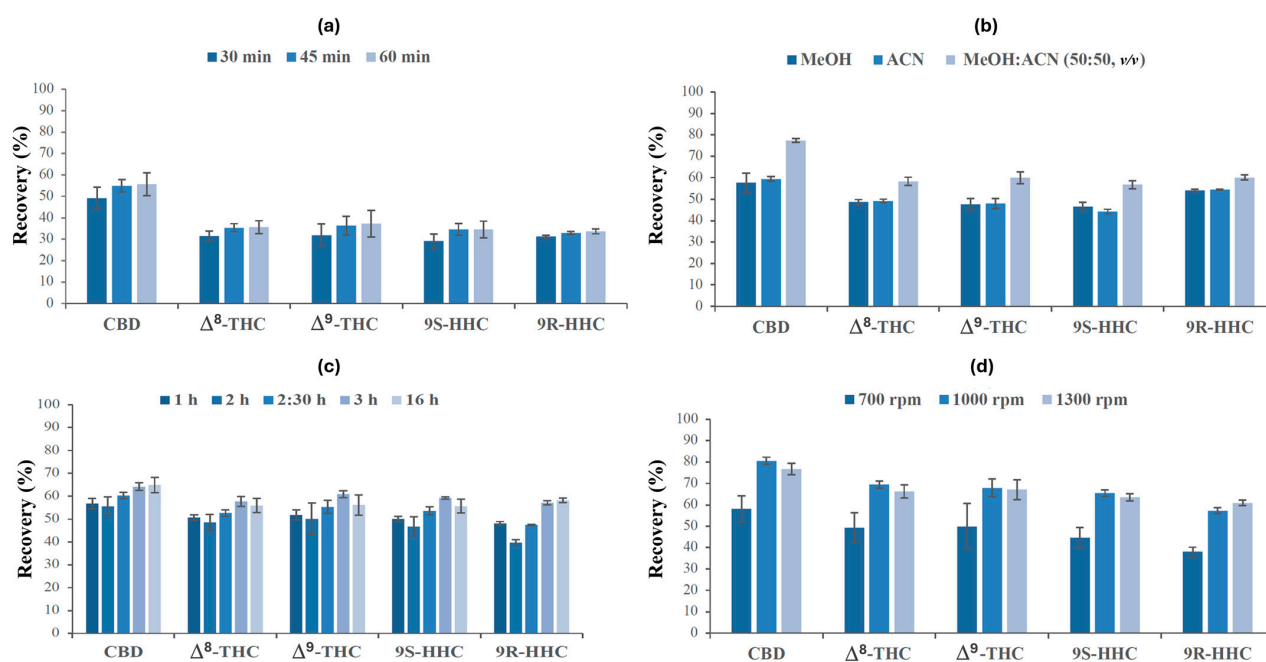 (a)
30 min 45 min 60 min
Recovery (%)
100
90
80
70
60
50
40
30
20
10
0
CBD Δ⁸-THC Δ⁹-THC 9S-HHC 9R-HHC
(b)
MeOH ACN MeOH:ACN (50:50, v/v)
Recovery (%)
100
90
80
70
60
50
40
30
20
10
0
CBD Δ⁸-THC Δ⁹-THC 9S-HHC 9R-HHC
(c)
1 h 2 h 2:30 h 3 h 16 h
Recovery (%)
100
90
80
70
60
50
40
30
20
10
0
CBD Δ⁸-THC Δ⁹-THC 9S-HHC 9R-HHC
(d)
700 rpm 1000 rpm 1300 rpm
Recovery (%)
100
90
80
70
60
50
40
30
20
10
0
CBD Δ⁸-THC Δ⁹-THC 9S-HHC 9R-HHC